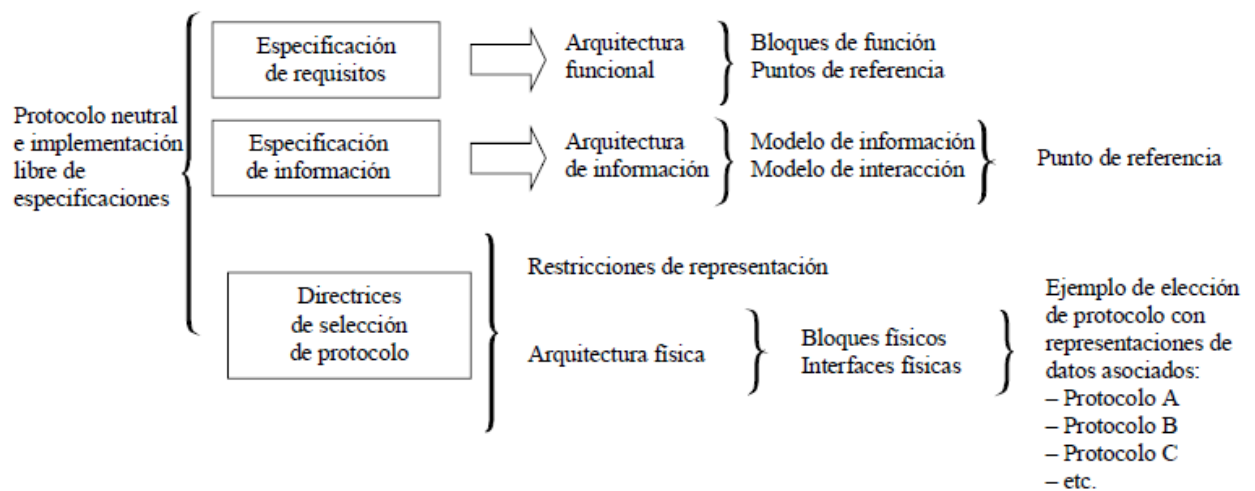 Protocolo neutral
e implementación
libre de
especificaciones
Especificación
de requisitos
Arquitectura
funcional
Bloques de función
Puntos de referencia
Especificación
de información
Arquitectura
de información
Modelo de información
Modelo de interacción
Punto de referencia
Directrices
de selección
de protocolo
Restricciones de representación
Arquitectura física
Bloques físicos
Interfaces físicas
Ejemplo de elección
de protocolo con
representaciones de
datos asociados:
– Protocolo A
– Protocolo B
– Protocolo C
– etc.